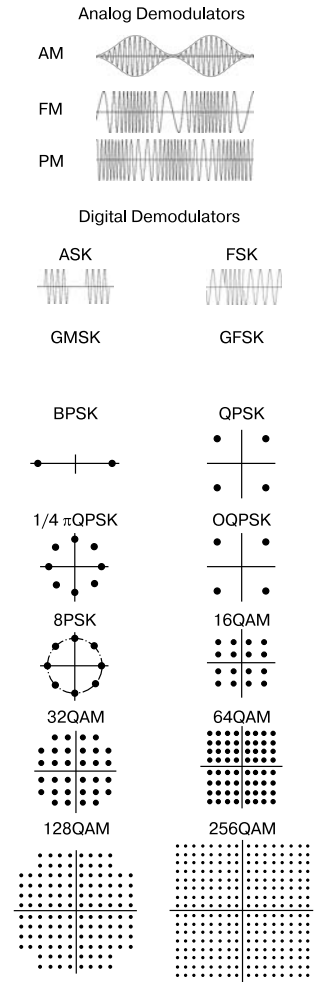 Analog Demodulators
AM
FM
PM
Digital Demodulators
ASK FSK
GMSK GFSK
BPSK QPSK
1/4 πQPSK OQPSK
8PSK 16QAM
32QAM 64QAM
128QAM 256QAM